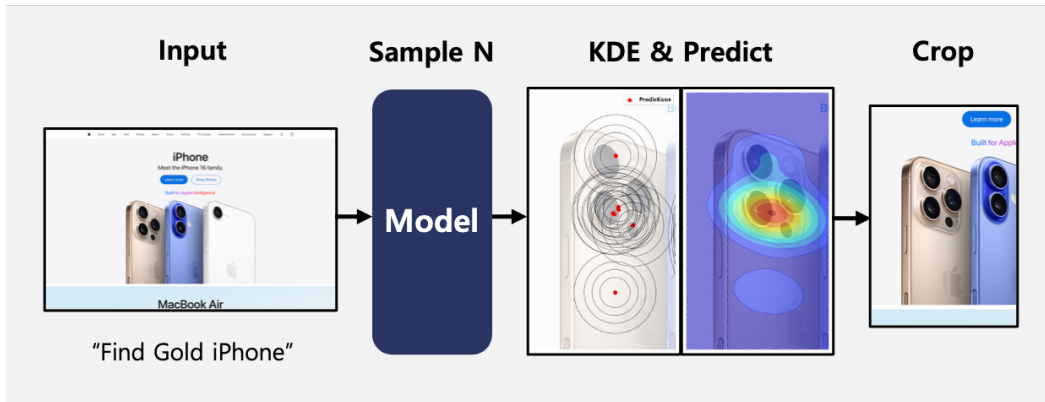 Input
Sample N
KDE & Predict
Crop
iPhone
Meet the iPhone 16 family.
Learn more
Shop iPhone
Built for Apple Intelligence.
MacBook Air
"Find Gold iPhone"
Model
Predictions
B
B
Learn more
Built for Apple